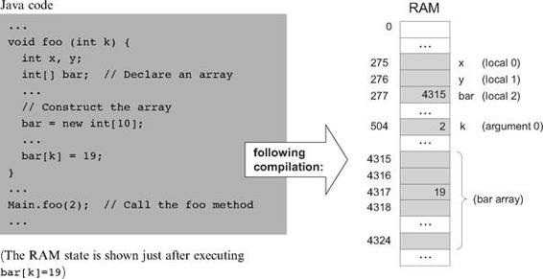 Java code
...
void foo (int k) {
int x, y;
int[] bar; // Declare an array
...
// Construct the array
bar = new int[10];
...
bar[k] = 19;
}
...
Main.foo(2); // Call the foo method
...
(The RAM state is shown just after executing
bar[k]=19)
following
compilation:
RAM
0
...
275 x (local 0)
276 y (local 1)
277 4315 bar (local 2)
...
504 2 k (argument 0)
...
4315
4316
4317 19
4318
(bar array)
...
4324
...